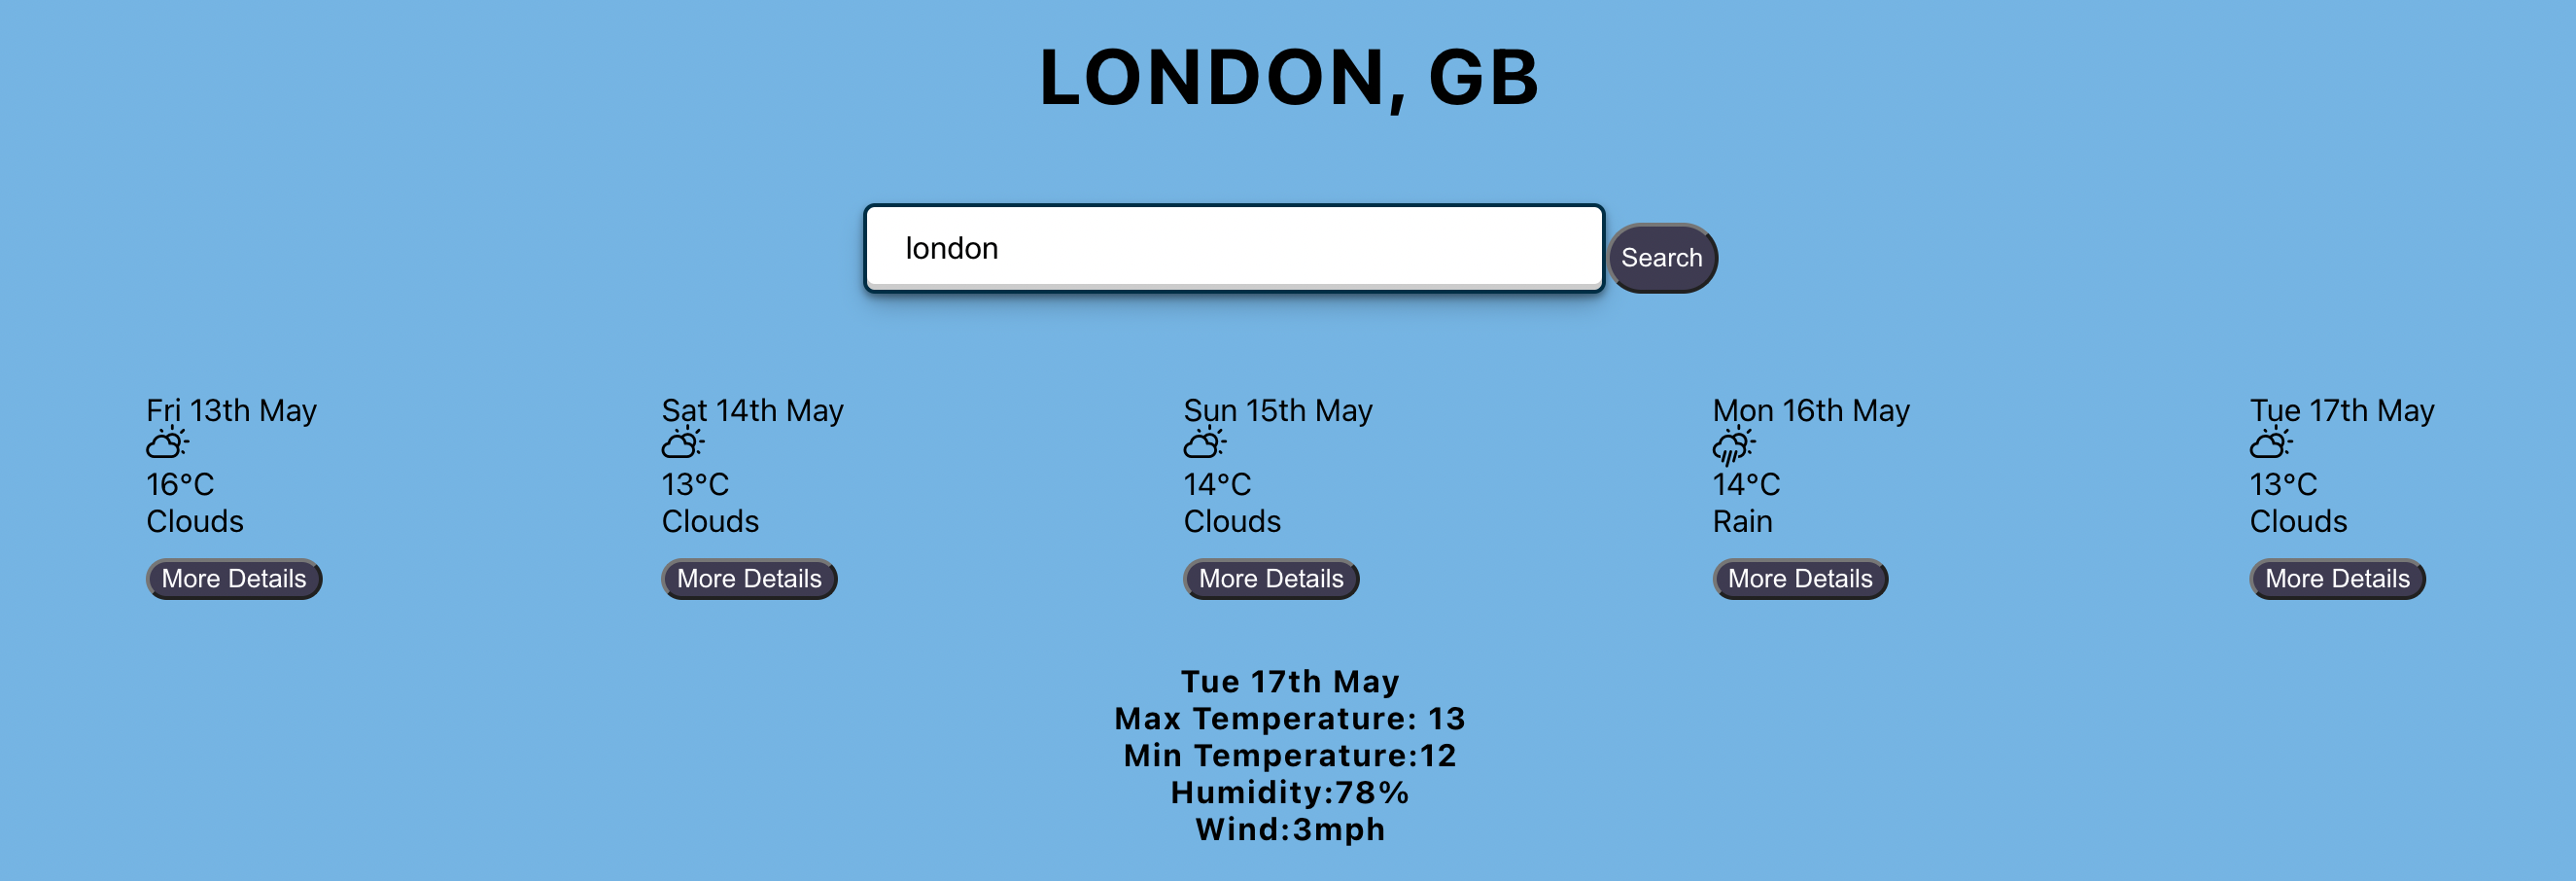 LONDON, GB
london
Search
Fri 13th May
16°C
Clouds
More Details
Sat 14th May
13°C
Clouds
More Details
Sun 15th May
14°C
Clouds
More Details
Mon 16th May
14°C
Rain
More Details
Tue 17th May
13°C
Clouds
More Details
Tue 17th May
Max Temperature: 13
Min Temperature:12
Humidity:78%
Wind:3mph